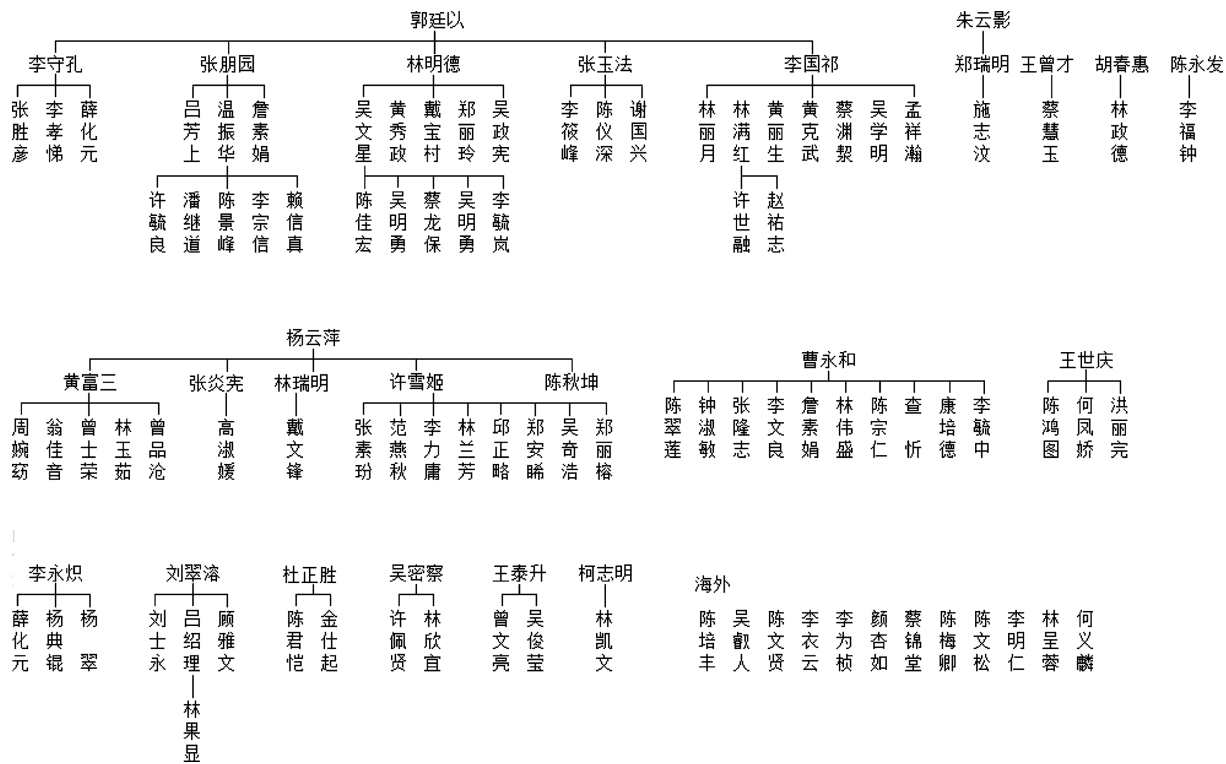 郭廷以 朱云影
李守孔 张朋园 林明德 张玉法 李国祁 郑瑞明 王曾才 胡春惠 陈永发
张胜彦 李孝悌 薛化元 吕芳上 温振华 詹素娟 吴文星 黄秀政 戴宝村 郑丽玲 吴政宪 李筱峰 陈仪深 谢国兴 林丽月 林满红 黄丽生 黄克武 蔡渊洯 吴学明 孟祥瀚 施志汶 蔡慧玉 林政德 李福钟
许毓良 潘继道 陈景峰 李宗信 赖信真 陈佳宏 吴明勇 蔡龙保 吴明勇 李毓岚 许世融 赵祐志
杨云萍 曹永和 王世庆
黄富三 张炎宪 林瑞明 许雪姬 陈秋坤
周婉窈 翁佳音 曾士荣 林玉茹 曾品沧 高淑媛 戴文锋 张素玢 范燕秋 李力庸 林兰芳 邱正略 郑安睎 吴奇浩 郑丽榕 陈翠莲 钟淑敏 张隆志 李文良 詹素娟 林伟盛 陈宗仁 查忻 康培德 李毓中 陈鸿图 何凤娇 洪丽完
李永炽 刘翠溶 杜正胜 吴密察 王泰升 柯志明 海外
薛化元 杨典锟 杨翠 刘士永 吕绍理 顾雅文 陈君恺 金仕起 许佩贤 林欣宜 曾文亮 吴俊莹 林凯文 陈培丰 吴叡人 陈文贤 李衣云 李为桢 颜杏如 蔡锦堂 陈梅卿 陈文松 李明仁 林呈蓉 何义麟
林果显